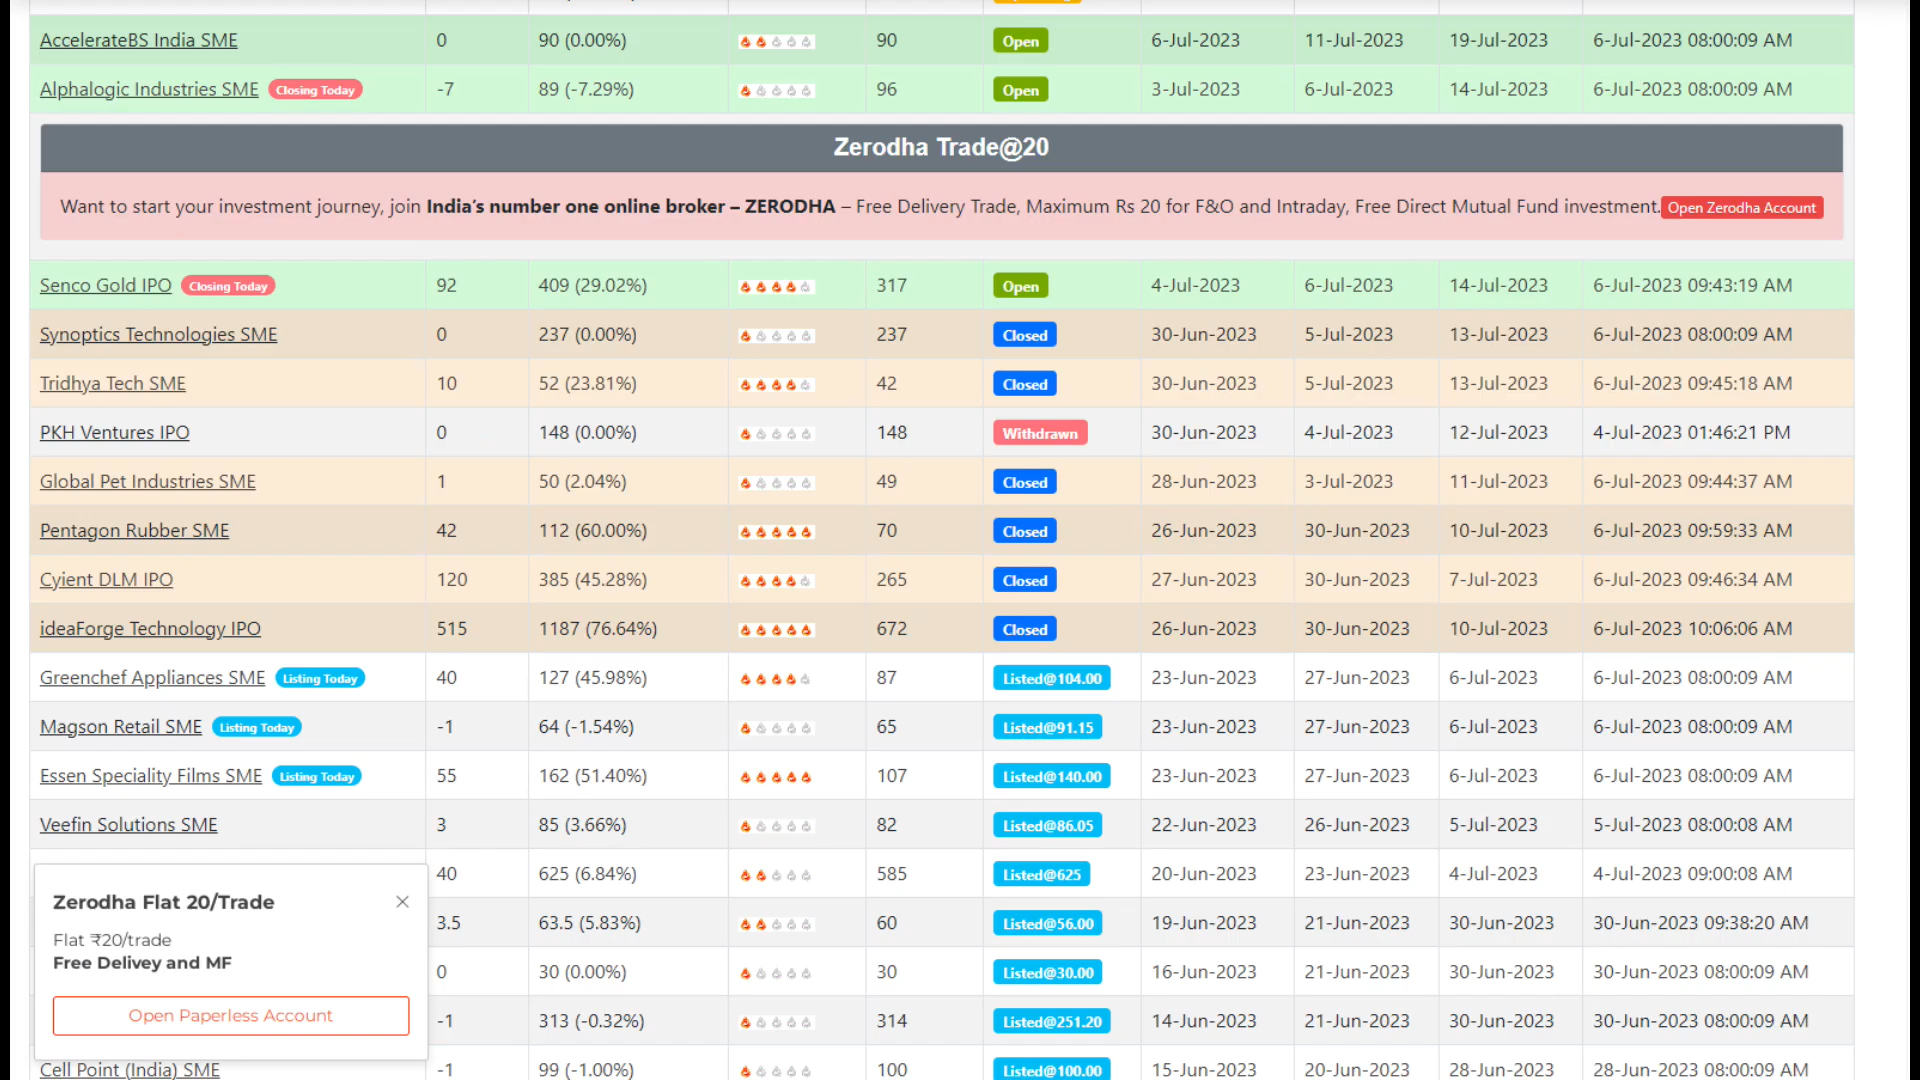 AccelerateBS India SME 0 90 (0.00%) 90 Open 6-Jul-2023 11-Jul-2023 19-Jul-2023 6-Jul-2023 08:00:09 AM
Alphalogic Industries SME Closing Today -7 89 (-7.29%) 96 Open 3-Jul-2023 6-Jul-2023 14-Jul-2023 6-Jul-2023 08:00:09 AM
Zerodha Trade@20
Want to start your investment journey, join India's number one online broker – ZERODHA – Free Delivery Trade, Maximum Rs 20 for F&O and Intraday, Free Direct Mutual Fund investment. Open Zerodha Account
Senco Gold IPO Closing Today 92 409 (29.02%) 317 Open 4-Jul-2023 6-Jul-2023 14-Jul-2023 6-Jul-2023 09:43:19 AM
Synoptics Technologies SME 0 237 (0.00%) 237 Closed 30-Jun-2023 5-Jul-2023 13-Jul-2023 6-Jul-2023 08:00:09 AM
Tridhya Tech SME 10 52 (23.81%) 42 Closed 30-Jun-2023 5-Jul-2023 13-Jul-2023 6-Jul-2023 09:45:18 AM
PKH Ventures IPO 0 148 (0.00%) 148 Withdrawn 30-Jun-2023 4-Jul-2023 12-Jul-2023 4-Jul-2023 01:46:21 PM
Global Pet Industries SME 1 50 (2.04%) 49 Closed 28-Jun-2023 3-Jul-2023 11-Jul-2023 6-Jul-2023 09:44:37 AM
Pentagon Rubber SME 42 112 (60.00%) 70 Closed 26-Jun-2023 30-Jun-2023 10-Jul-2023 6-Jul-2023 09:59:33 AM
Cyient DLM IPO 120 385 (45.28%) 265 Closed 27-Jun-2023 30-Jun-2023 7-Jul-2023 6-Jul-2023 09:46:34 AM
ideaForge Technology IPO 515 1187 (76.64%) 672 Closed 26-Jun-2023 30-Jun-2023 10-Jul-2023 6-Jul-2023 10:06:06 AM
Greenchef Appliances SME Listing Today 40 127 (45.98%) 87 Listed@104.00 23-Jun-2023 27-Jun-2023 6-Jul-2023 6-Jul-2023 08:00:09 AM
Magson Retail SME Listing Today -1 64 (-1.54%) 65 Listed@91.15 23-Jun-2023 27-Jun-2023 6-Jul-2023 6-Jul-2023 08:00:09 AM
Essen Speciality Films SME Listing Today 55 162 (51.40%) 107 Listed@140.00 23-Jun-2023 27-Jun-2023 6-Jul-2023 6-Jul-2023 08:00:09 AM
Veefin Solutions SME 3 85 (3.66%) 82 Listed@86.05 22-Jun-2023 26-Jun-2023 5-Jul-2023 5-Jul-2023 08:00:08 AM
40 625 (6.84%) 585 Listed@625 20-Jun-2023 23-Jun-2023 4-Jul-2023 4-Jul-2023 09:00:08 AM
3.5 63.5 (5.83%) 60 Listed@56.00 19-Jun-2023 21-Jun-2023 30-Jun-2023 30-Jun-2023 09:38:20 AM
0 30 (0.00%) 30 Listed@30.00 16-Jun-2023 21-Jun-2023 30-Jun-2023 30-Jun-2023 08:00:09 AM
-1 313 (-0.32%) 314 Listed@251.20 14-Jun-2023 21-Jun-2023 30-Jun-2023 30-Jun-2023 08:00:09 AM
Cell Point (India) SME -1 99 (-1.00%) 100 Listed@100.00 15-Jun-2023 20-Jun-2023 28-Jun-2023 28-Jun-2023 08:00:09 AM
Zerodha Flat 20/Trade
Flat ₹20/trade
Free Delivey and MF
Open Paperless Account